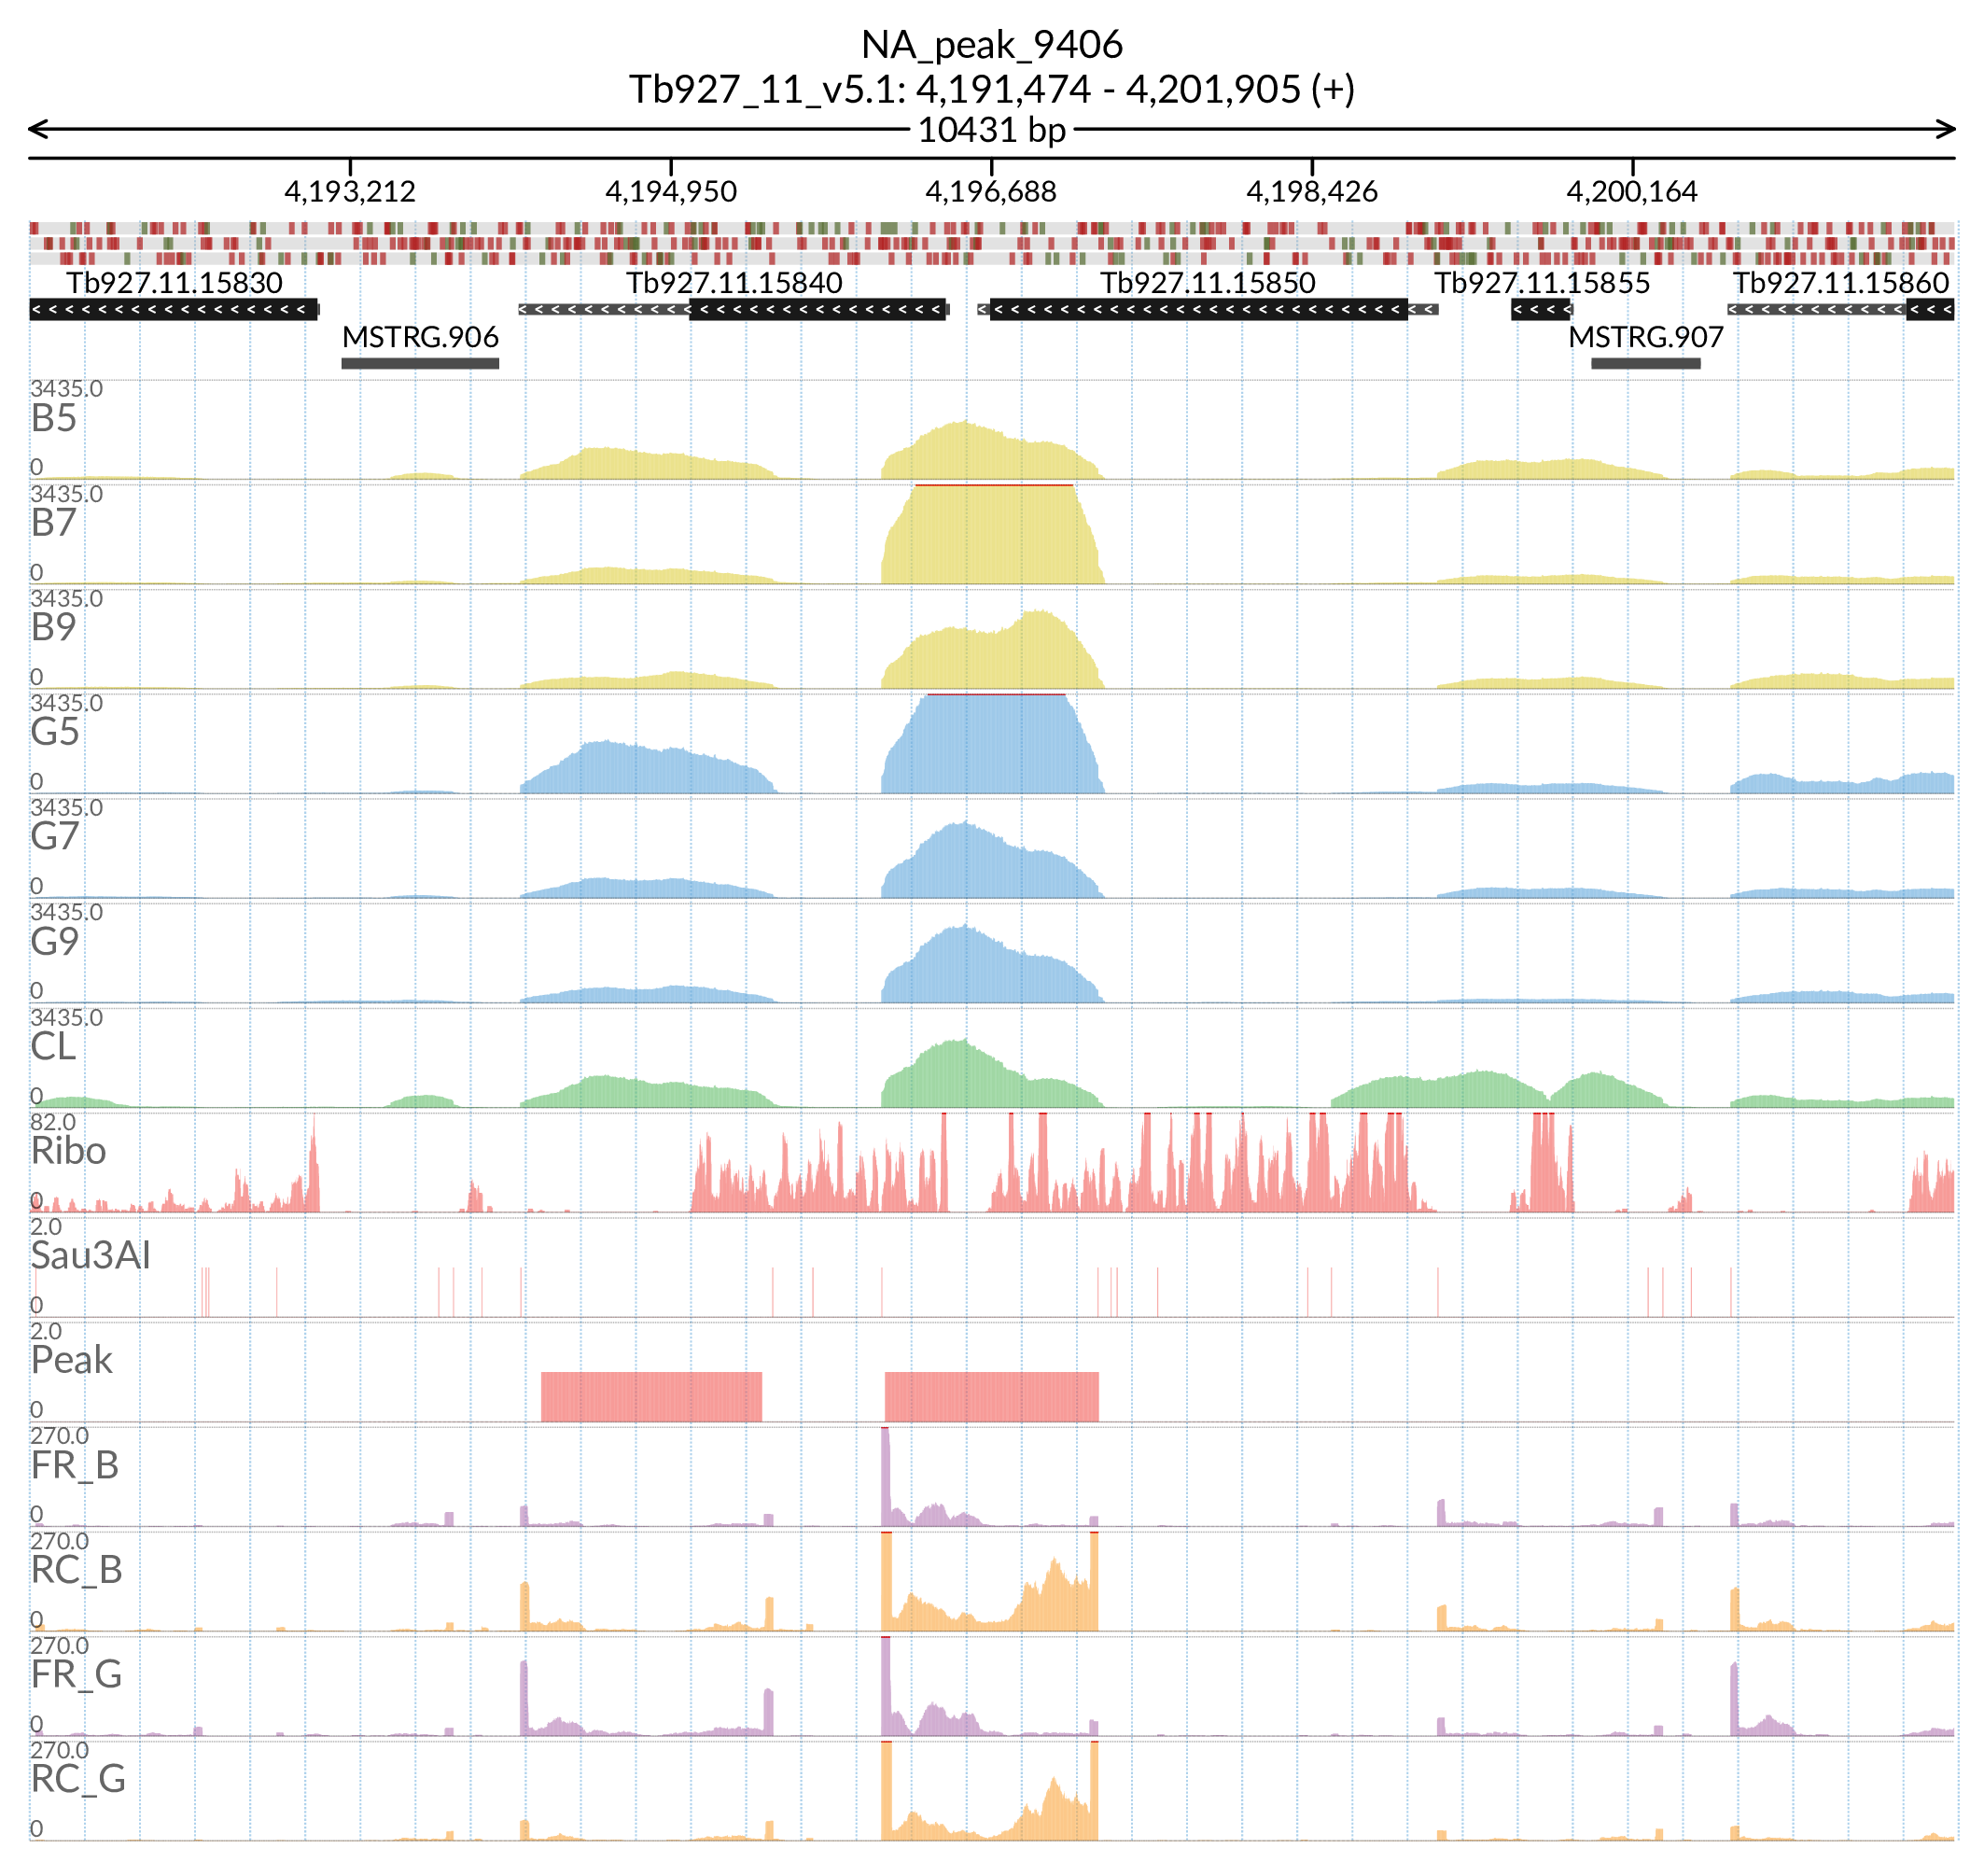 NA_peak_9406
Tb927_11_v5.1: 4,191,474 - 4,201,905 (+)
10431 bp
4,193,212 4,194,950 4,196,688 4,198,426 4,200,164
Tb927.11.15830 Tb927.11.15840 Tb927.11.15850 Tb927.11.15855 Tb927.11.15860
MSTRG.906 MSTRG.907
3435.0
B5
0
3435.0
B7
0
3435.0
B9
0
3435.0
G5
0
3435.0
G7
0
3435.0
G9
0
3435.0
CL
0
82.0
Ribo
0
2.0
Sau3AI
0
2.0
Peak
0
270.0
FR_B
0
270.0
RC_B
0
270.0
FR_G
0
270.0
RC_G
0